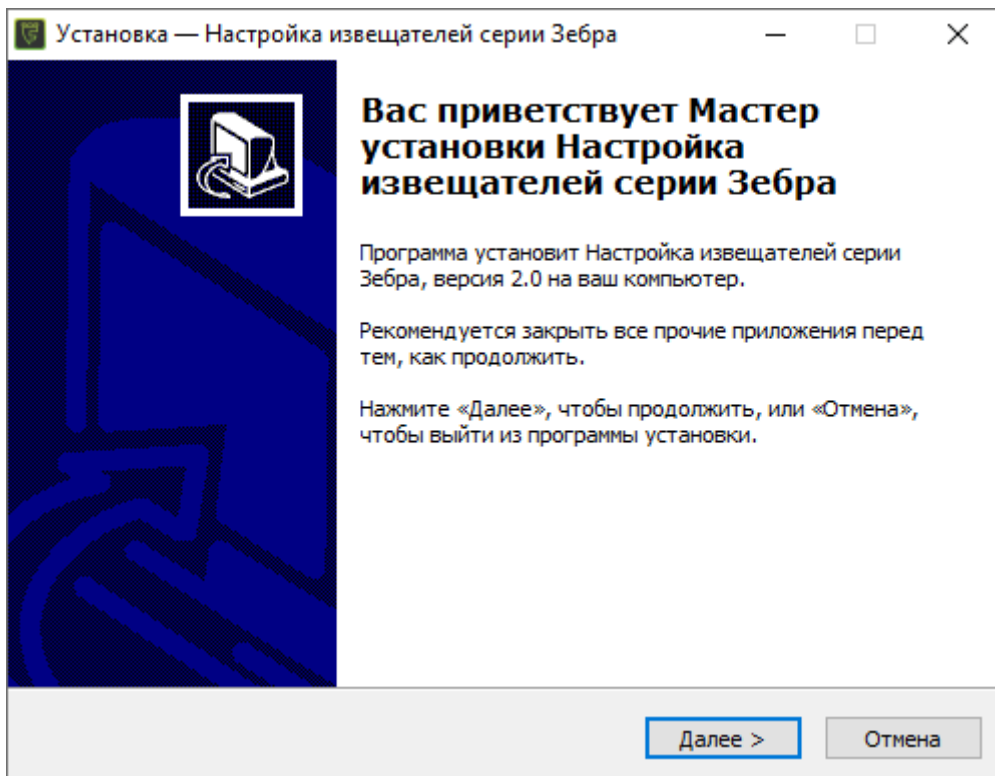 Установка — Настройка извещателей серии Зебра
Вас приветствует Мастер
установки Настройка
извещателей серии Зебра
Программа установит Настройка извещателей серии
Зебра, версия 2.0 на ваш компьютер.
Рекомендуется закрыть все прочие приложения перед
тем, как продолжить.
Нажмите «Далее», чтобы продолжить, или «Отмена»,
чтобы выйти из программы установки.
Далее >
Отмена